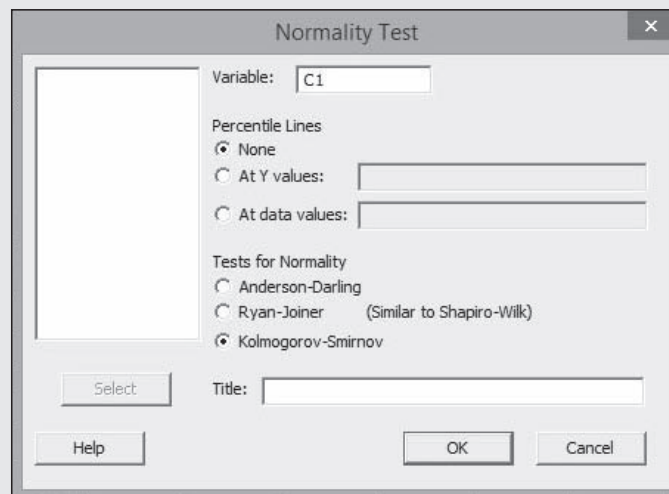 Normality Test
×
Variable: C1
Percentile Lines
None
At Y values:
At data values:
Tests for Normality
Anderson-Darling
Ryan-Joiner (Similar to Shapiro-Wilk)
Kolmogorov-Smirnov
Select
Title:
Help
OK
Cancel